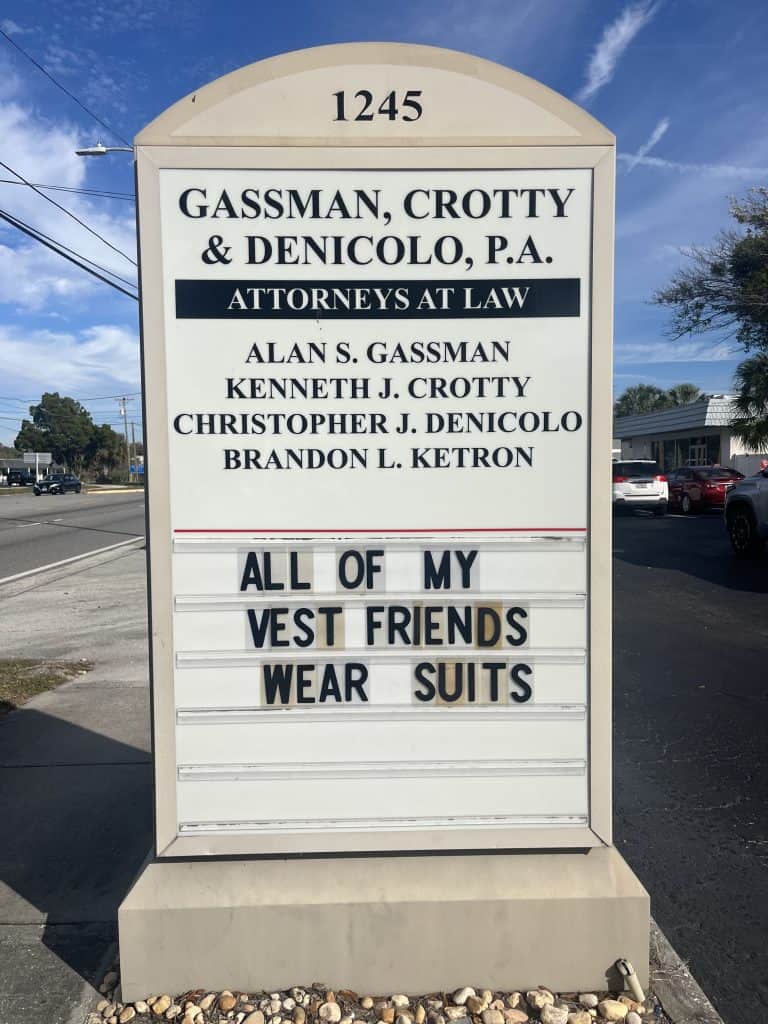 1245
GASSMAN, CROTTY
& DENICOLO, P.A.
ATTORNEYS AT LAW
ALAN S. GASSMAN
KENNETH J. CROTTY
CHRISTOPHER J. DENICOLO
BRANDON L. KETRON
ALL OF MY
VEST FRIENDS
WEAR SUITS